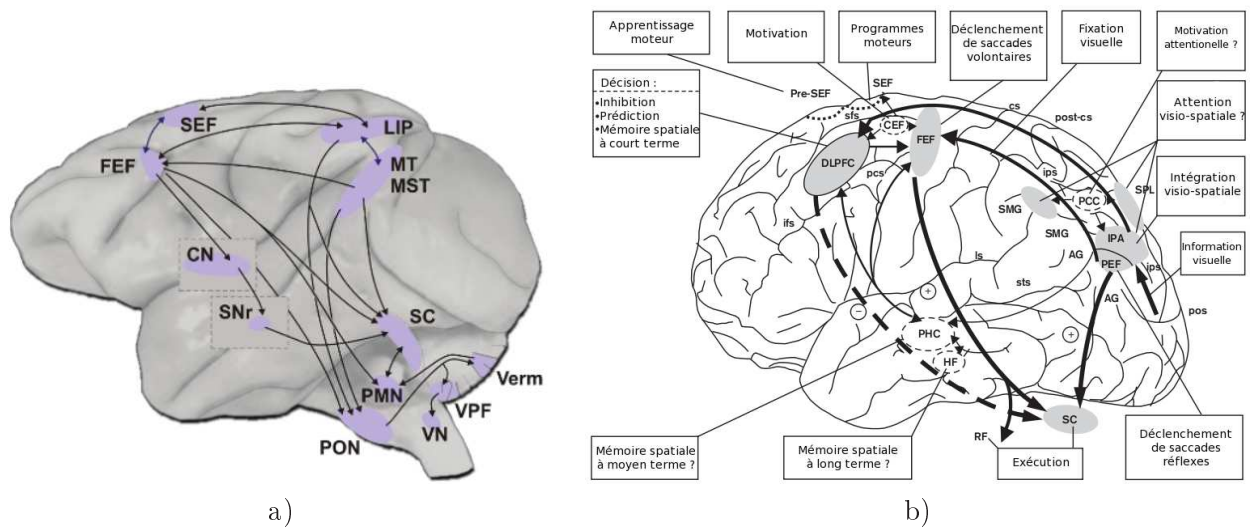 SEF
LIP
FEF
MT
MST
CN
SNr
SC
PMN
Verm
VPF
VN
PON
a)
Apprentissage
moteur
Motivation
Programmes
moteurs
Déclenchement
de saccades
volontaires
Fixation
visuelle
Motivation
attentionelle ?
Décision :
•Inhibition
•Prédiction
•Mémoire spatiale
à court terme
Attention
visio-spatiale ?
Intégration
visio-spatiale
Information
visuelle
Pre-SEF
SEF
sfs
CEF
FEF
cs
post-cs
DLPFC
pcs
ips
SPL
PCC
SMG
SMG
IPA
ifs
ls
AG
PEF
ips
sts
AG
pos
+
−
+
PHC
HF
SC
RF
Mémoire spatiale
à moyen terme ?
Mémoire spatiale
à long terme ?
Exécution
Déclenchement
de saccades
réflexes
b)